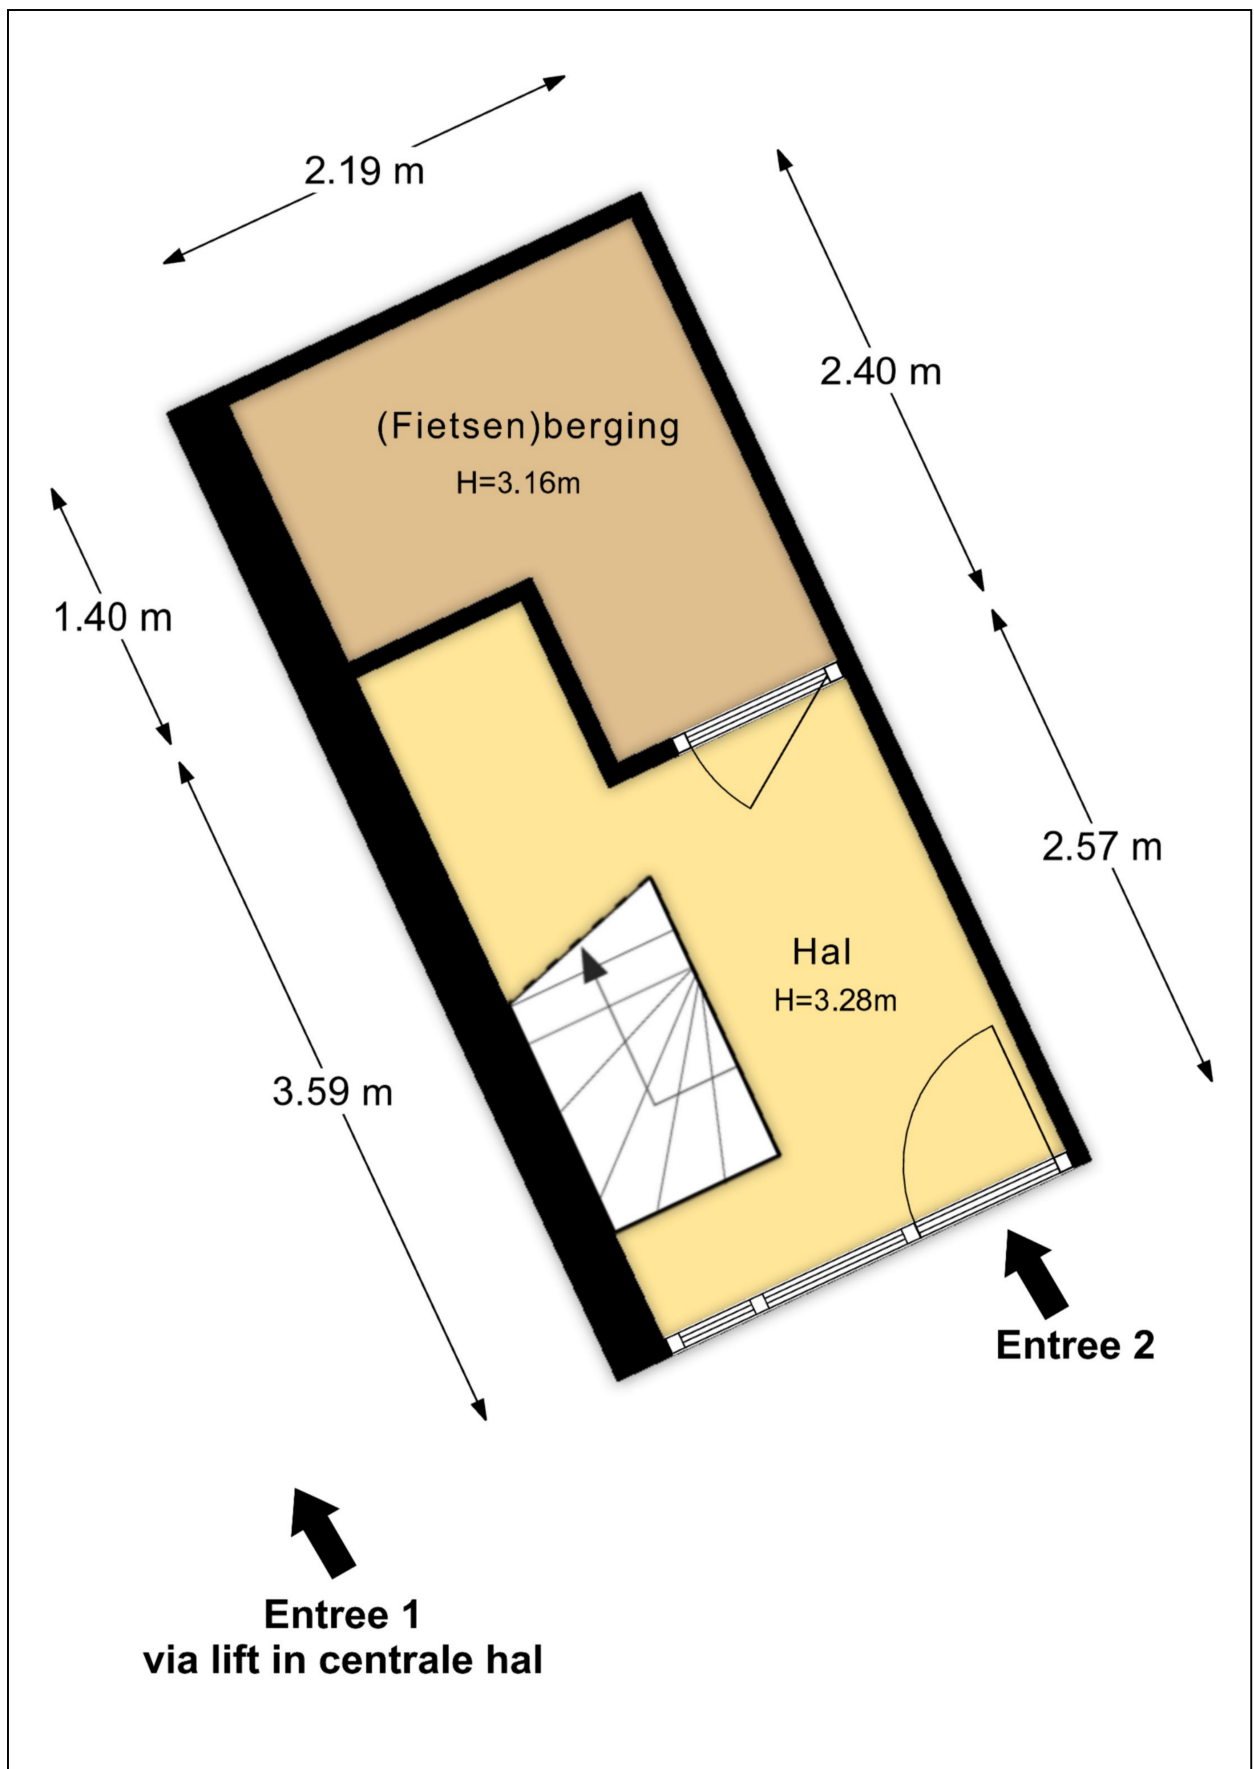 2.19 m
2.40 m
(Fietsen)berging
H=3.16m
1.40 m
2.57 m
Hal
H=3.28m
3.59 m
Entree 2
Entree 1
via lift in centrale hal